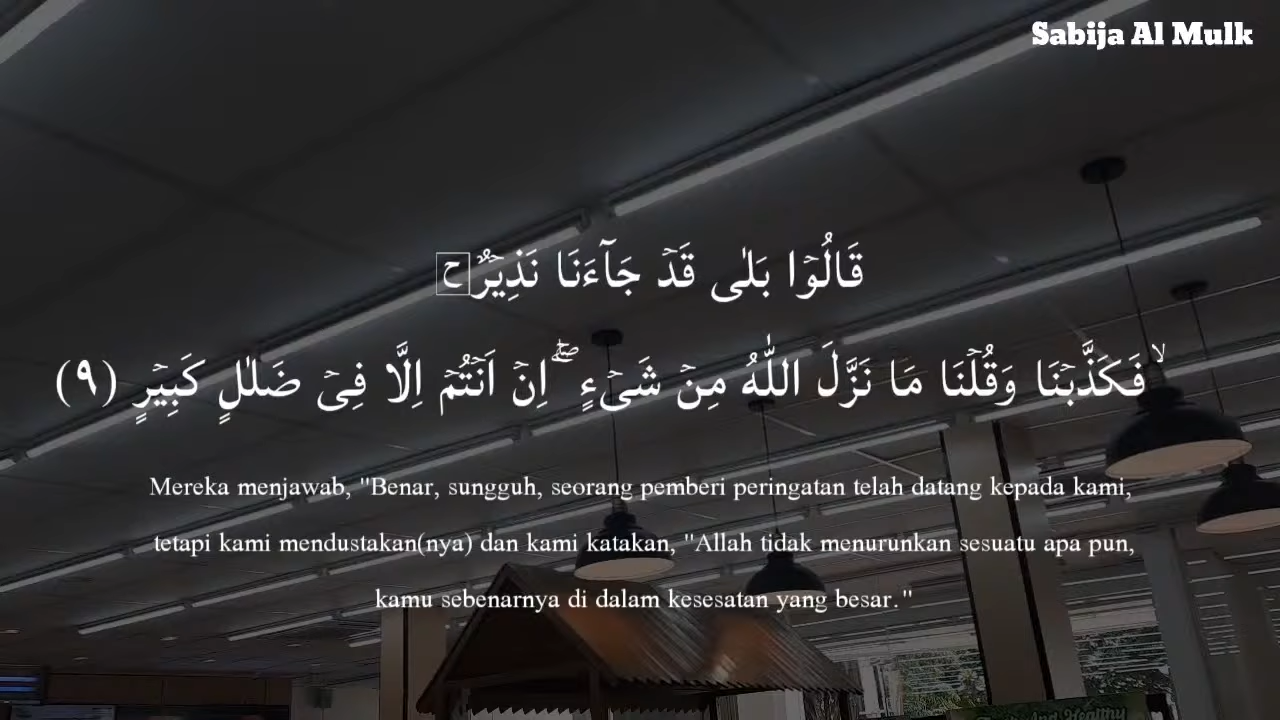 Sabija Al Mulk
قَالُوْا بَلٰى قَدْ جَاۤءَنَا نَذِيْرٌ ح
ۙ فَكَذَّبْنَا وَقُلْنَا مَا نَزَّلَ اللّٰهُ مِنْ شَيْءٍ ۖ اِنْ اَنْتُمْ اِلَّا فِيْ ضَلٰلٍ كَبِيْرٍ (٩)
Mereka menjawab, "Benar, sungguh, seorang pemberi peringatan telah datang kepada kami,
tetapi kami mendustakan(nya) dan kami katakan, "Allah tidak menurunkan sesuatu apa pun,
kamu sebenarnya di dalam kesesatan yang besar."